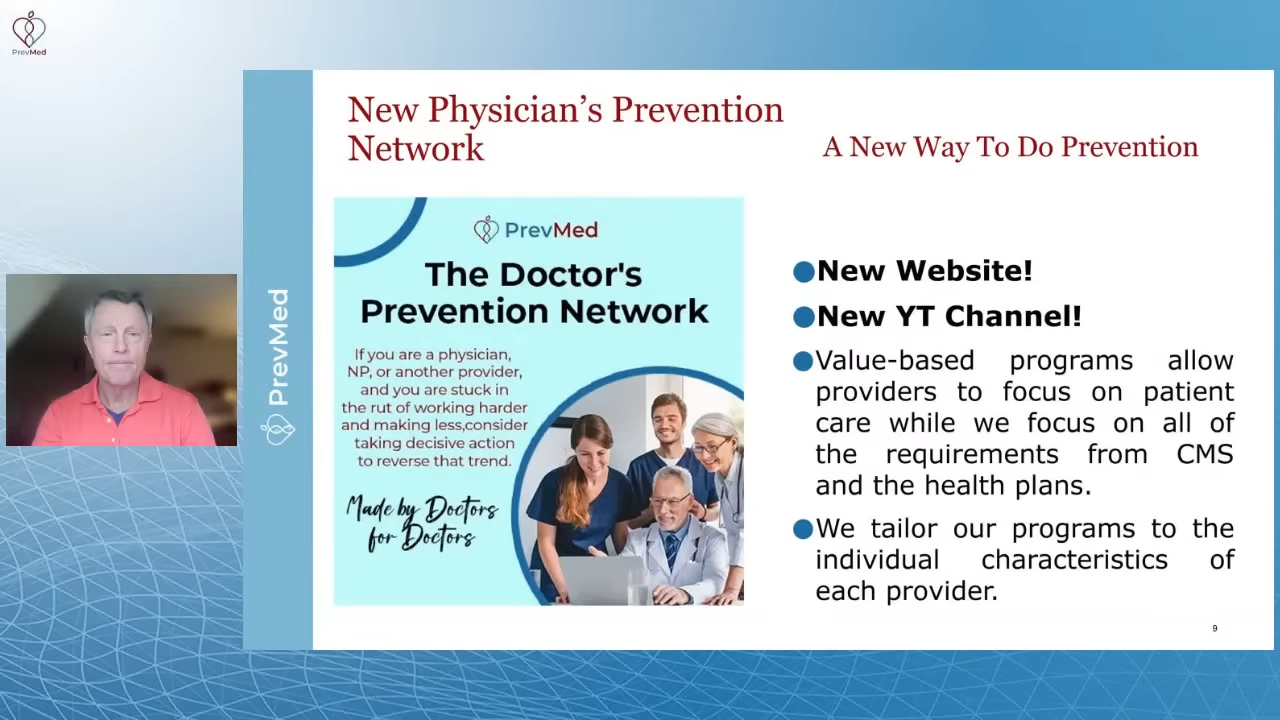 PrevMed
PrevMed
New Physician's Prevention
Network
A New Way To Do Prevention
PrevMed
The Doctor's
Prevention Network
If you are a physician,
NP, or another provider,
and you are stuck in
the rut of working harder
and making less,consider
taking decisive action
to reverse that trend.
Made by Doctors
for Doctors
New Website!
New YT Channel!
Value-based programs allow
providers to focus on patient
care while we focus on all of
the requirements from CMS
and the health plans.
We tailor our programs to the
individual characteristics of
each provider.
9